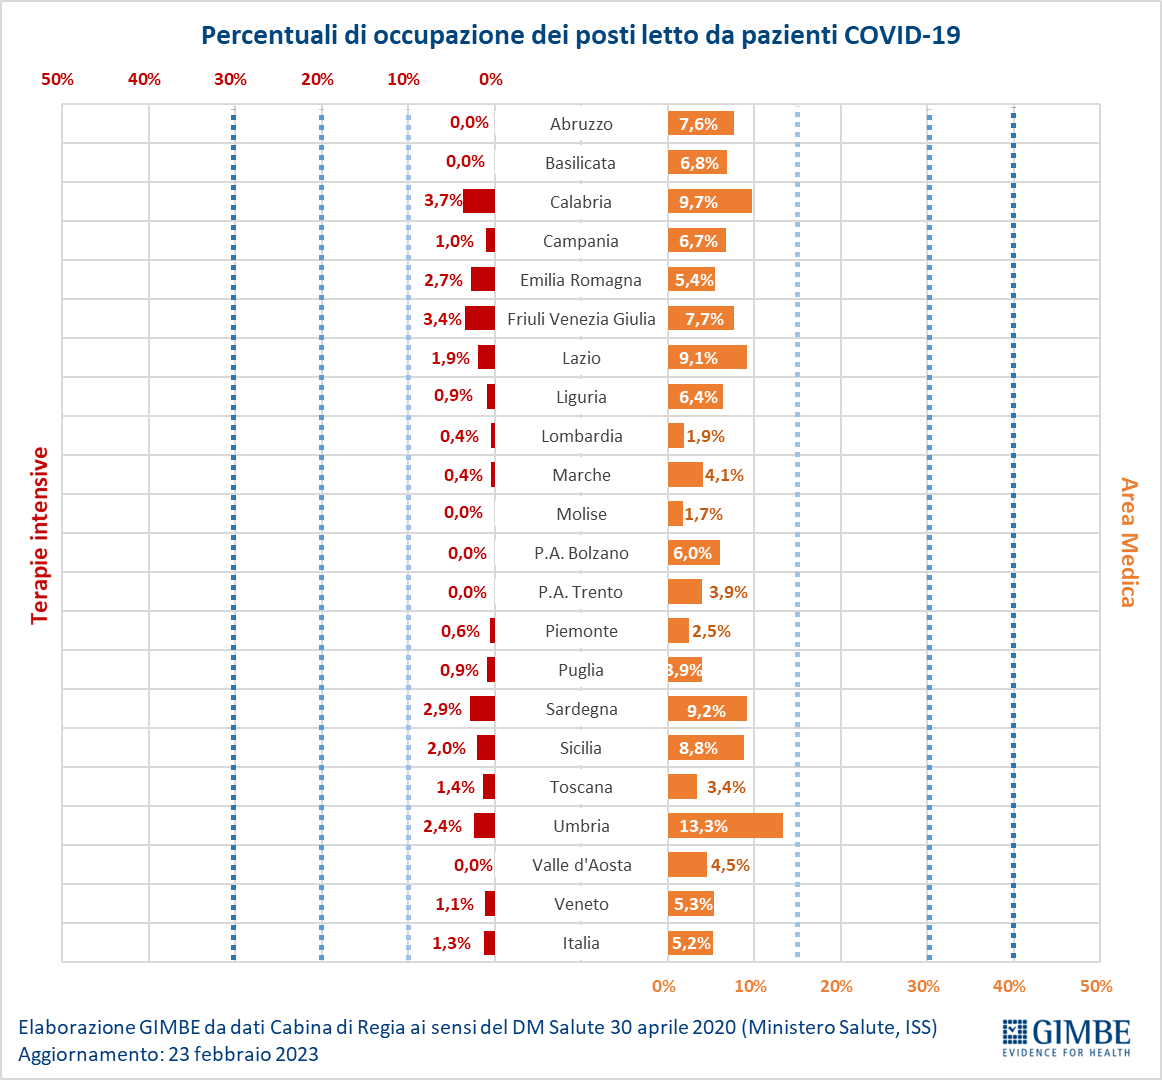 Percentuali di occupazione dei posti letto da pazienti COVID-19
50% 40% 30% 20% 10% 0%
0,0% Abruzzo 7,6%
0,0% Basilicata 6,8%
3,7% Calabria 9,7%
1,0% Campania 6,7%
2,7% Emilia Romagna 5,4%
3,4% Friuli Venezia Giulia 7,7%
1,9% Lazio 9,1%
0,9% Liguria 6,4%
0,4% Lombardia 1,9%
0,4% Marche 4,1%
0,0% Molise 1,7%
0,0% P.A. Bolzano 6,0%
0,0% P.A. Trento 3,9%
0,6% Piemonte 2,5%
0,9% Puglia 3,9%
2,9% Sardegna 9,2%
2,0% Sicilia 8,8%
1,4% Toscana 3,4%
2,4% Umbria 13,3%
0,0% Valle d'Aosta 4,5%
1,1% Veneto 5,3%
1,3% Italia 5,2%
Terapie intensive
Area Medica
0% 10% 20% 30% 40% 50%
Elaborazione GIMBE da dati Cabina di Regia ai sensi del DM Salute 30 aprile 2020 (Ministero Salute, ISS)
Aggiornamento: 23 febbraio 2023
GIMBE
EVIDENCE FOR HEALTH